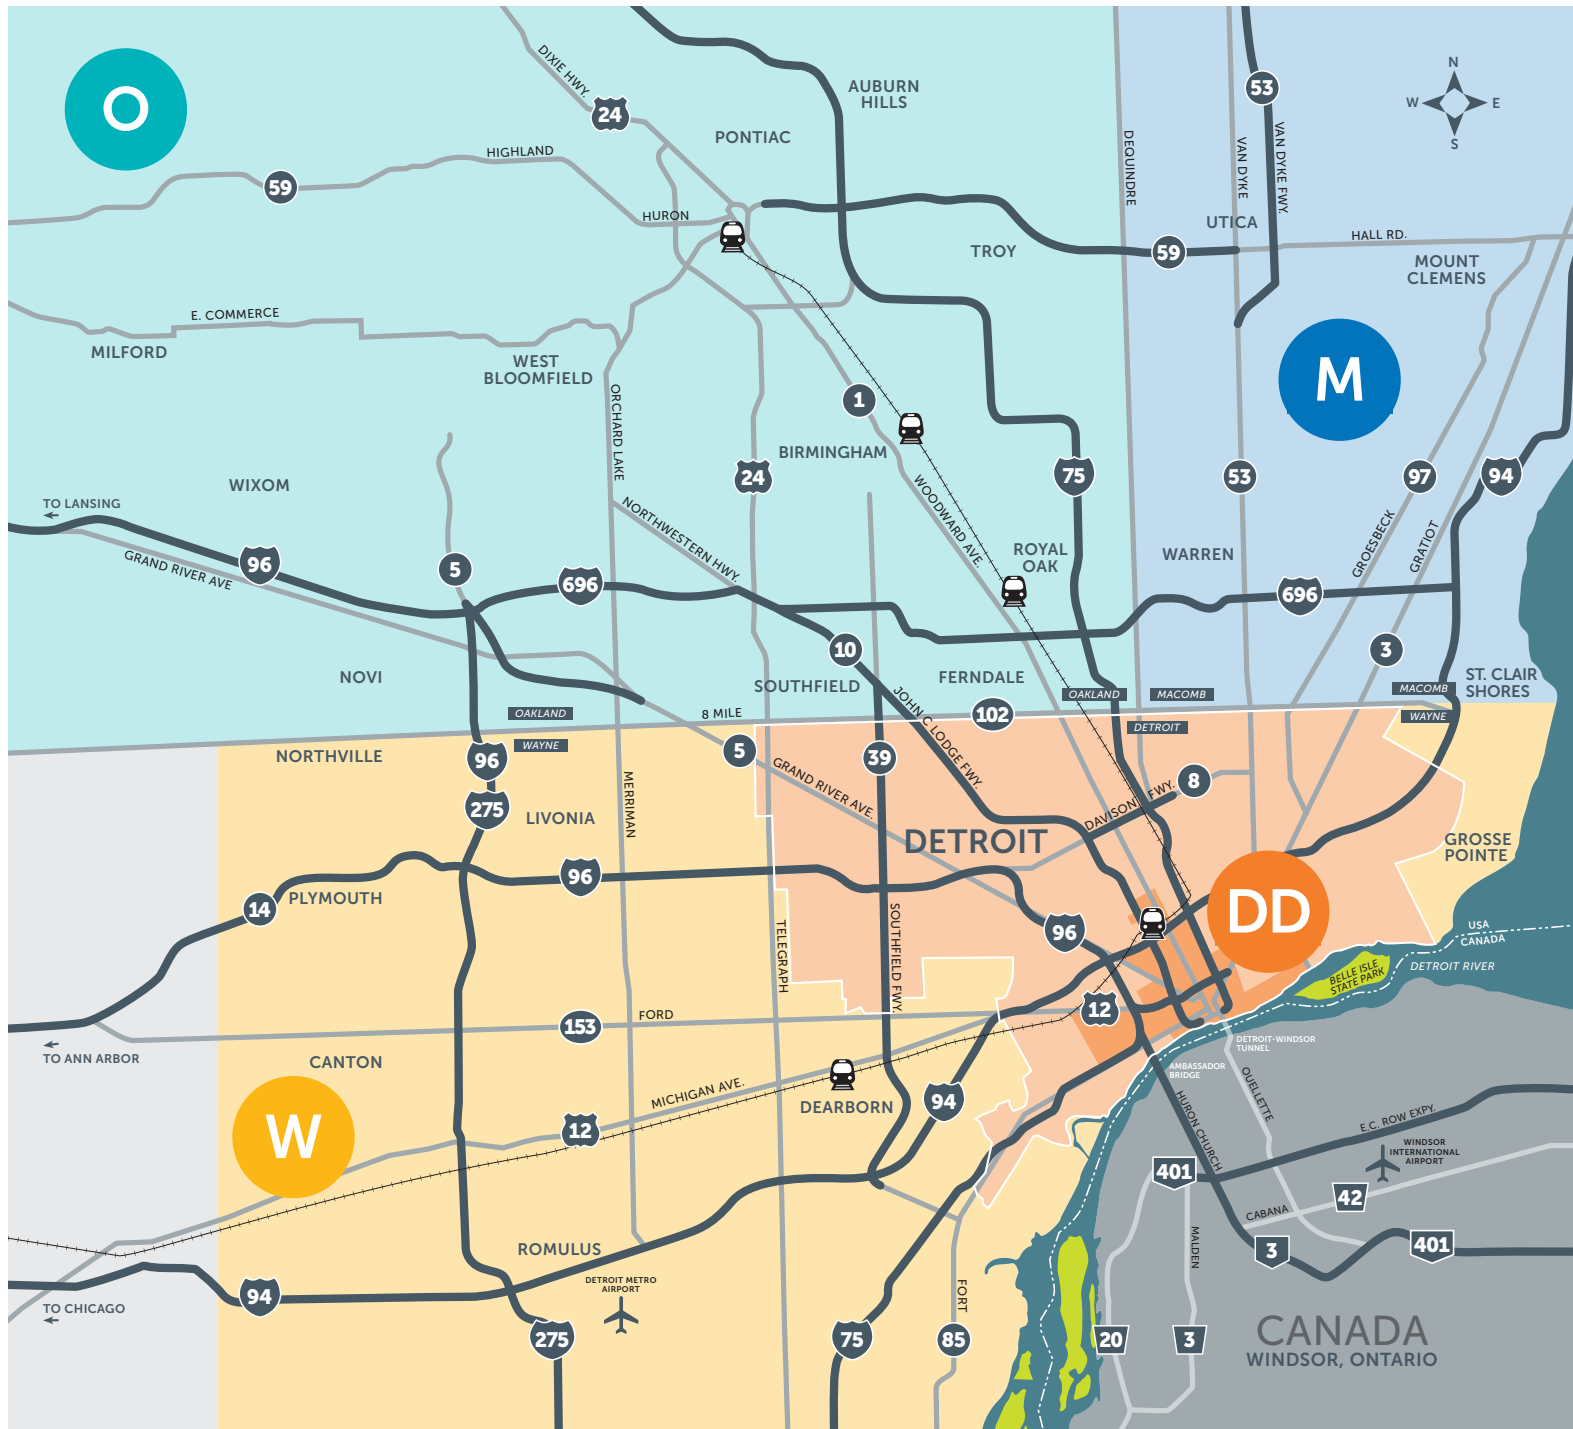 O
DIXIE HWY.
24
AUBURN
HILLS
PONTIAC
53
VAN DYKE FWY.
VAN DYKE
DEQUINDRE
N
W
E
S
HIGHLAND
59
HURON
UTICA
TROY
59
HALL RD.
MOUNT
CLEMENS
E. COMMERCE
MILFORD
WEST
BLOOMFIELD
ORCHARD LAKE
1
M
BIRMINGHAM
24
75
53
97
94
WIXOM
TO LANSING
GRAND RIVER AVE
96
5
NORTHWESTERN HWY.
696
WOODWARD AVE.
ROYAL
OAK
WARREN
GROESBECK
GRATIOT
696
10
3
NOVI
SOUTHFIELD
FERNDALE
ST. CLAIR
SHORES
OAKLAND
MACOMB
MACOMB
WAYNE
DETROIT
OAKLAND
WAYNE
8 MILE
102
JOHN C LODGE FWY.
NORTHVILLE
96
5
39
GRAND RIVER AVE.
275
LIVONIA
MERRIMAN
DAVISON FWY.
8
DETROIT
GROSSE
POINTE
96
14
PLYMOUTH
TELEGRAPH
SOUTHFIELD FWY.
96
DD
USA
CANADA
DETROIT RIVER
BELLE ISLE
STATE PARK
12
153
FORD
TO ANN ARBOR
CANTON
DETROIT-WINDSOR
TUNNEL
AMBASSADOR
BRIDGE
OUELLETTE
HURON CHURCH
W
MICHIGAN AVE.
12
DEARBORN
94
E.C. ROW EXPY.
WINDSOR
INTERNATIONAL
AIRPORT
401
42
CABANA
3
401
MALDEN
ROMULUS
DETROIT METRO
AIRPORT
94
TO CHICAGO
275
75
FORT
85
20
3
CANADA
WINDSOR, ONTARIO